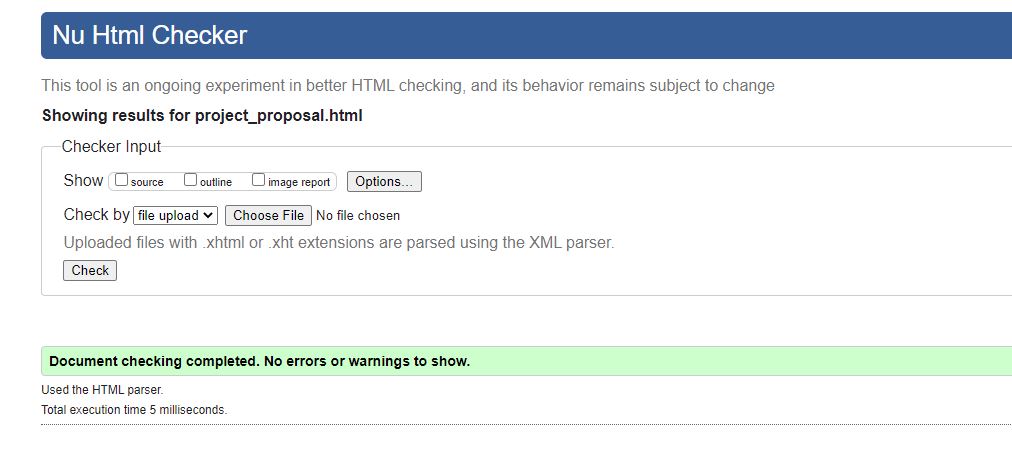 Nu Html Checker
This tool is an ongoing experiment in better HTML checking, and its behavior remains subject to change
Showing results for project_proposal.html
Checker Input
Show source outline image report Options...
Check by file upload Choose File No file chosen
Uploaded files with .xhtml or .xht extensions are parsed using the XML parser.
Check
Document checking completed. No errors or warnings to show.
Used the HTML parser.
Total execution time 5 milliseconds.